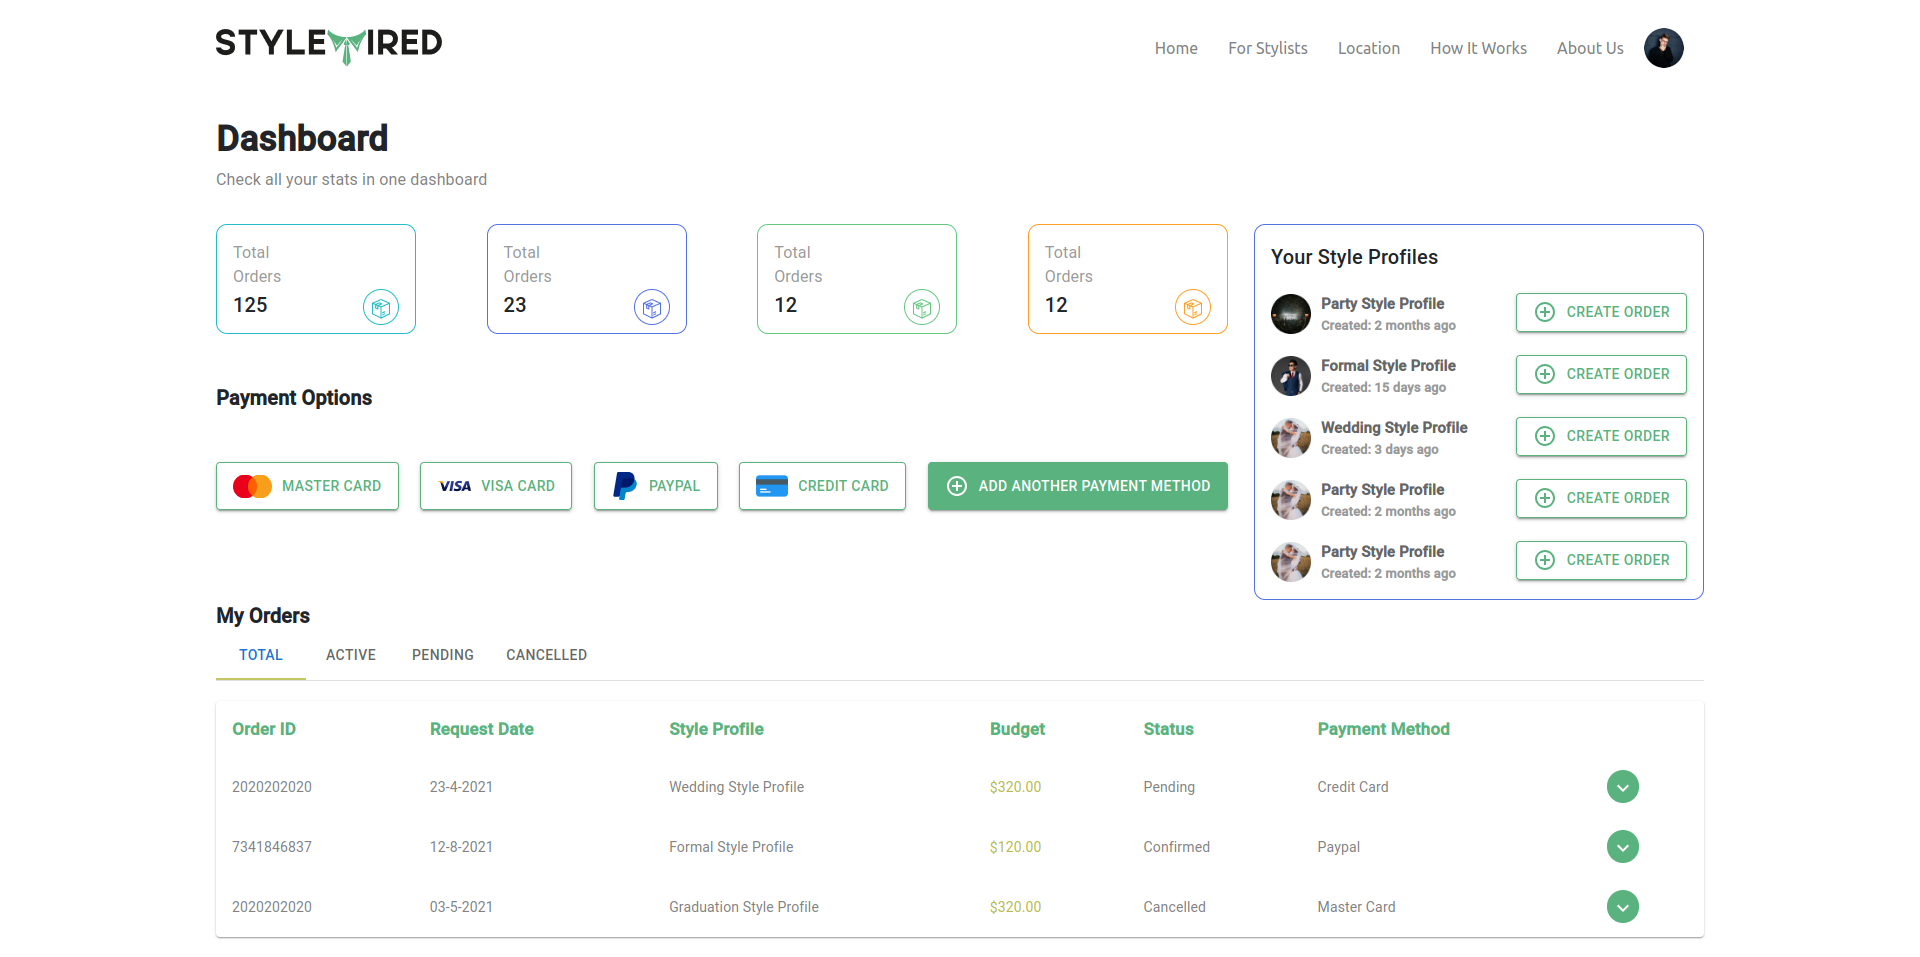 STYLEWIRED
Home For Stylists Location How It Works About Us
Dashboard
Check all your stats in one dashboard
Total
Orders
125
Total
Orders
23
Total
Orders
12
Total
Orders
12
Payment Options
MASTER CARD
VISA VISA CARD
PAYPAL
CREDIT CARD
ADD ANOTHER PAYMENT METHOD
Your Style Profiles
Party Style Profile
Created: 2 months ago
CREATE ORDER
Formal Style Profile
Created: 15 days ago
CREATE ORDER
Wedding Style Profile
Created: 3 days ago
CREATE ORDER
Party Style Profile
Created: 2 months ago
CREATE ORDER
Party Style Profile
Created: 2 months ago
CREATE ORDER
My Orders
TOTAL ACTIVE PENDING CANCELLED
Order ID Request Date Style Profile Budget Status Payment Method
2020202020 23-4-2021 Wedding Style Profile $320.00 Pending Credit Card
7341846837 12-8-2021 Formal Style Profile $120.00 Confirmed Paypal
2020202020 03-5-2021 Graduation Style Profile $320.00 Cancelled Master Card